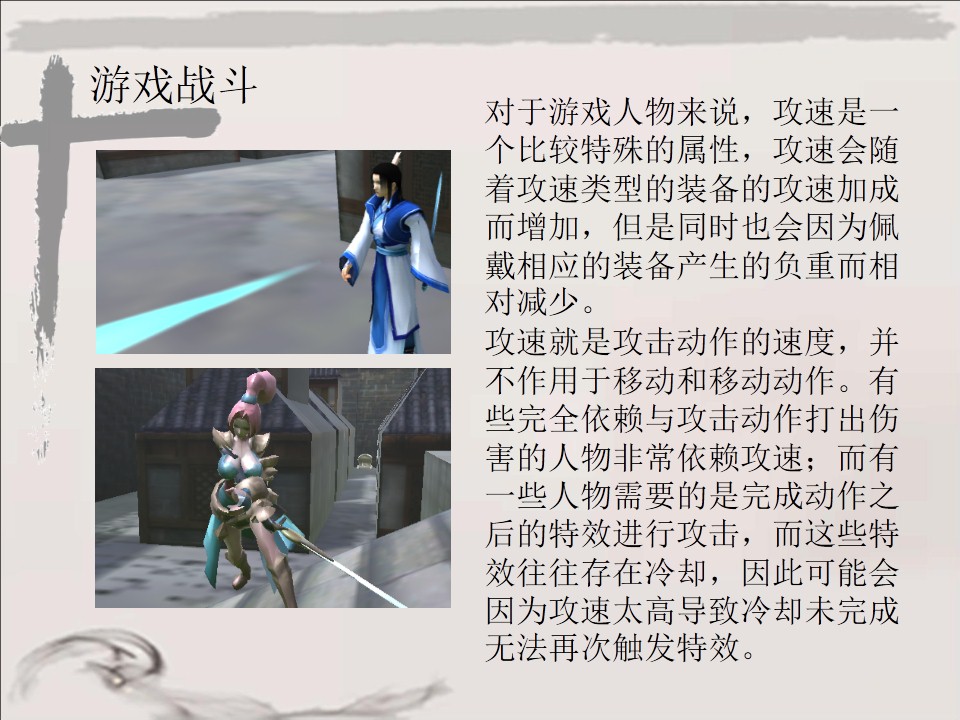 游戏战斗
对于游戏人物来说，攻速是一
个比较特殊的属性，攻速会随
着攻速类型的装备的攻速加成
而增加，但是同时也会因为佩
戴相应的装备产生的负重而相
对减少。
攻速就是攻击动作的速度，并
不作用于移动和移动动作。有
些完全依赖与攻击动作打出伤
害的人物非常依赖攻速；而有
一些人物需要的是完成动作之
后的特效进行攻击，而这些特
效往往存在冷却，因此可能会
因为攻速太高导致冷却未完成
无法再次触发特效。